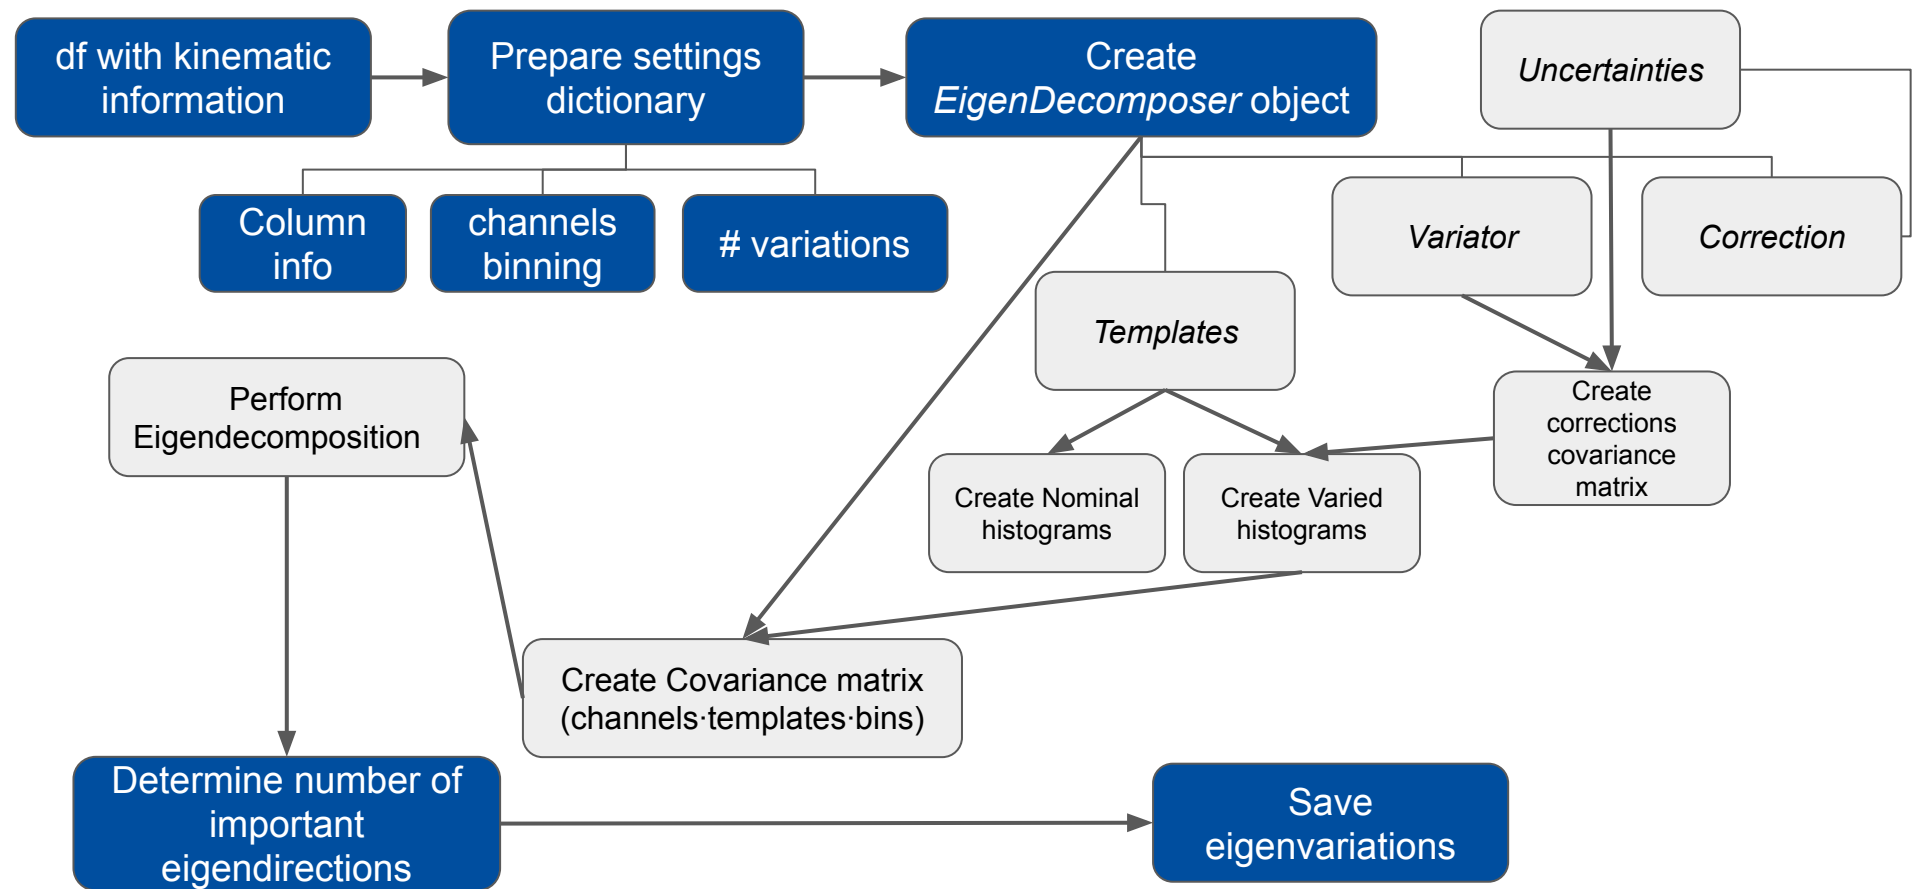 df with kinematic
information
Prepare settings
dictionary
Create
EigenDecomposer object
Uncertainties
Column
info
channels
binning
# variations
Variator
Correction
Templates
Perform
Eigendecomposition
Create
corrections
covariance
matrix
Create Nominal
histograms
Create Varied
histograms
Create Covariance matrix
(channels·templates·bins)
Determine number of
important
eigendirections
Save
eigenvariations